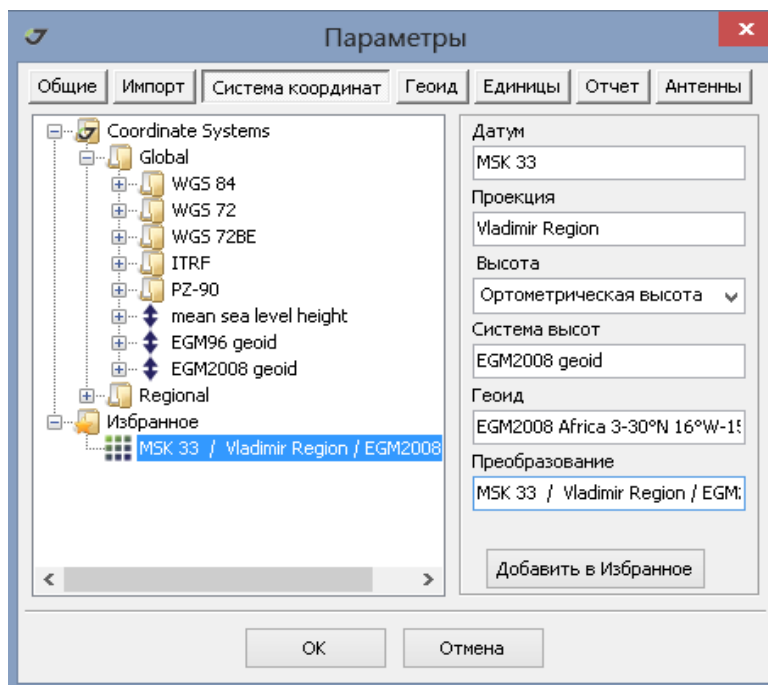 Параметры
Общие
Импорт
Система координат
Геоид
Единицы
Отчет
Антенны
Coordinate Systems
Global
WGS 84
WGS 72
WGS 72BE
ITRF
PZ-90
mean sea level height
EGM96 geoid
EGM2008 geoid
Regional
Избранное
MSK 33 / Vladimir Region / EGM2008
Датум
MSK 33
Проекция
Vladimir Region
Высота
Ортометрическая высота
Система высот
EGM2008 geoid
Геоид
EGM2008 Africa 3-30°N 16°W-15
Преобразование
MSK 33 / Vladimir Region / EGM:
Добавить в Избранное
OK
Отмена